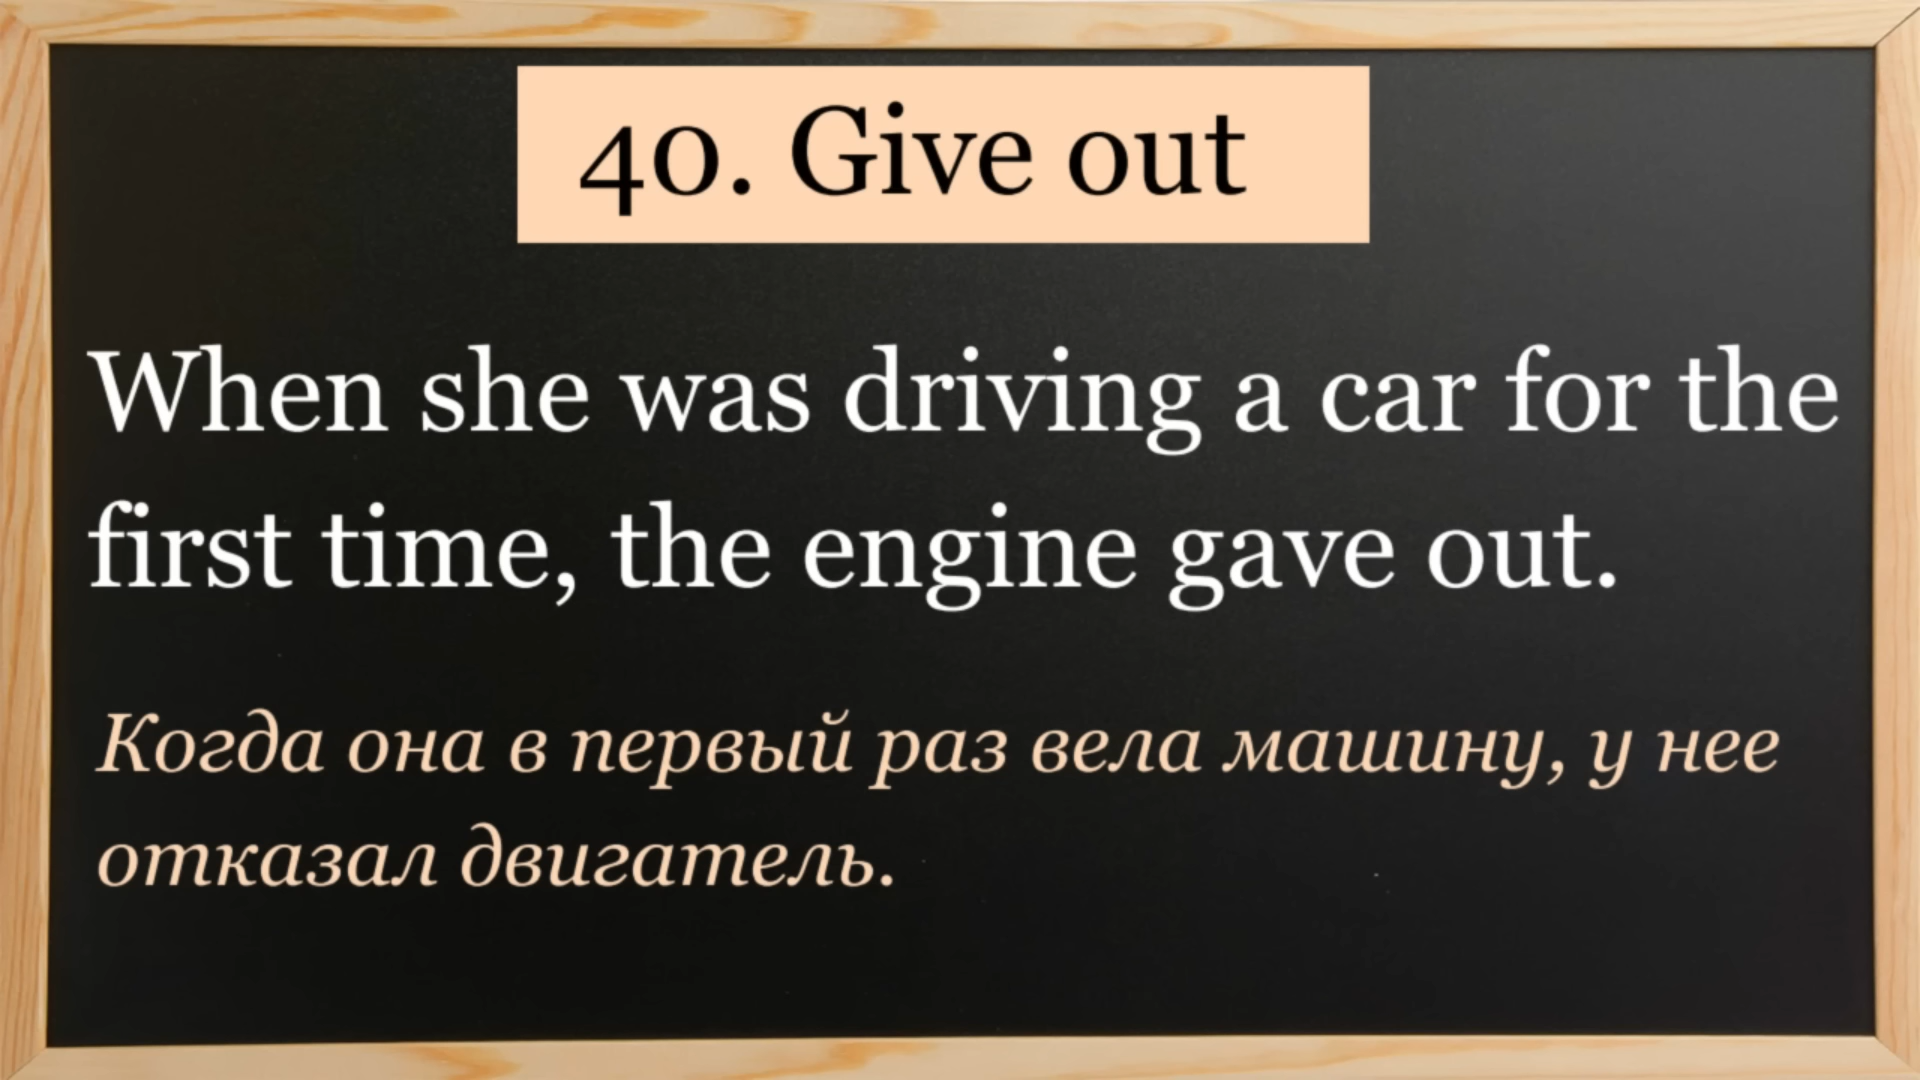 40. Give out
When she was driving a car for the
first time, the engine gave out.
Когда она в первый раз вела машину, у нее
отказал двигатель.